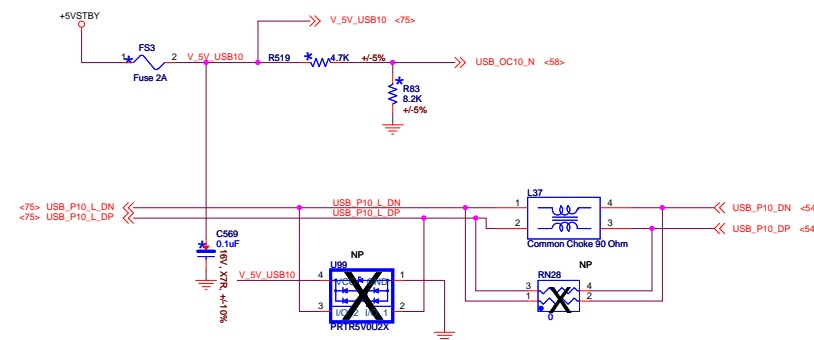 +5VSTBY
V_5V_USB10 <75>
FS3
1 2 V_5V_USB10
Fuse 2A
R519 4.7K +/-5%
USB_OC10_N <58>
R83
8.2K
+/-5%
L37
<75> USB_P10_L_DN
USB_P10_L_DN
1 4
USB_P10_DN <54
<75> USB_P10_L_DP
USB_P10_L_DP
2 3
USB_P10_DP <54
Common Choke 90 Ohm
C569
0.1uF
16V, X7R, +/-10%
NP
U99
V_5V_USB10
4 1
GND
3 2
PRTR5V0U2X
NP
RN28
3 4
1 2
0